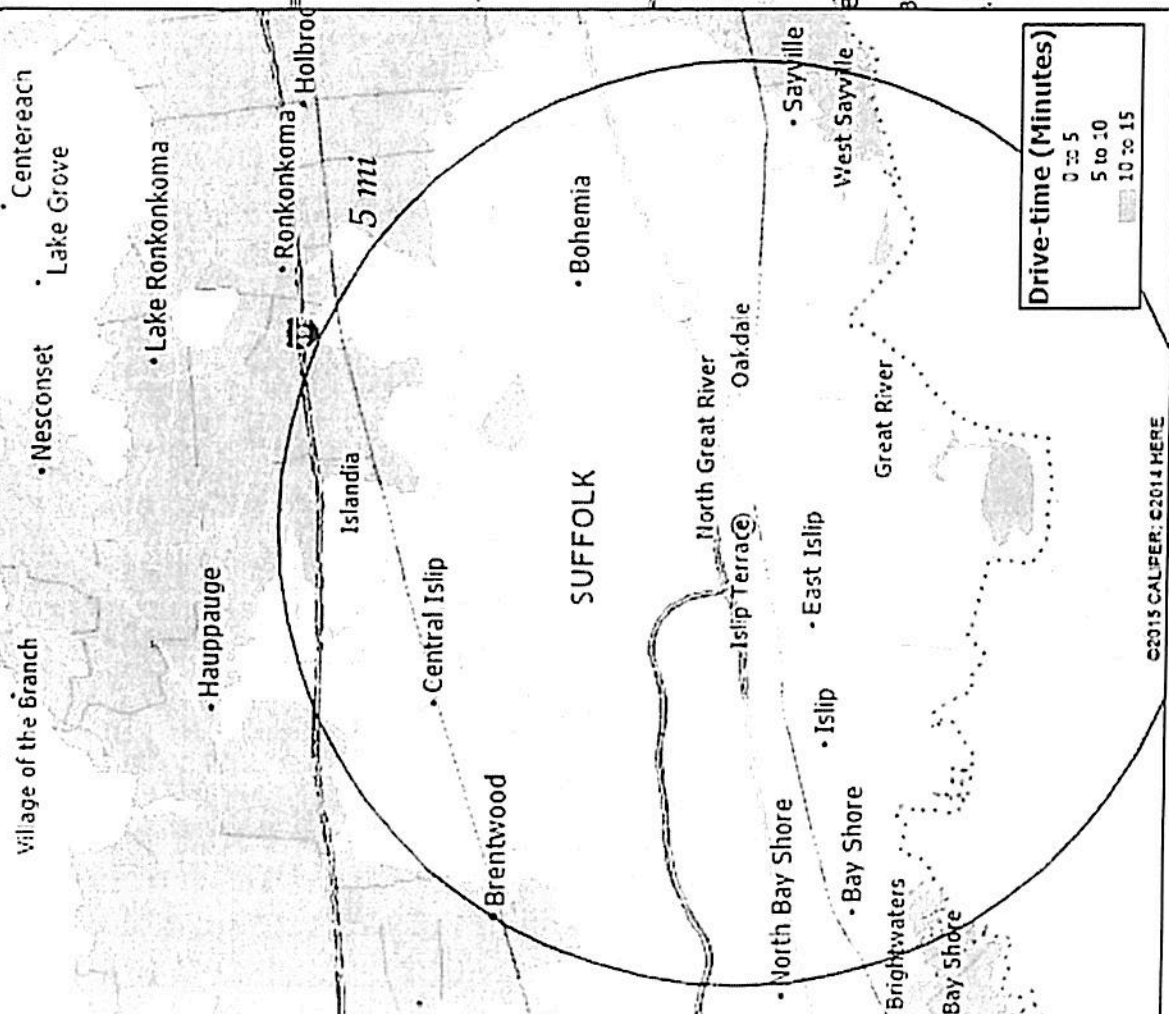 Village of the Branch
Centereach
Nesconset
Lake Grove
Lake Ronkonkoma
Hauppauge
Ronkonkoma
Holbroo
Islandia
5 mi
Central Islip
Brentwood
SUFFOLK
Bohemia
North Great River
Islip Terrace
Oakdale
North Bay Shore
Sayville
East Islip
Islip
West Sayville
Bay Shore
Great River
Brightwaters
Bay Shore
Drive-time (Minutes)
0 to 5
5 to 10
10 to 15
©2015 CALIPER; ©2014 HERE